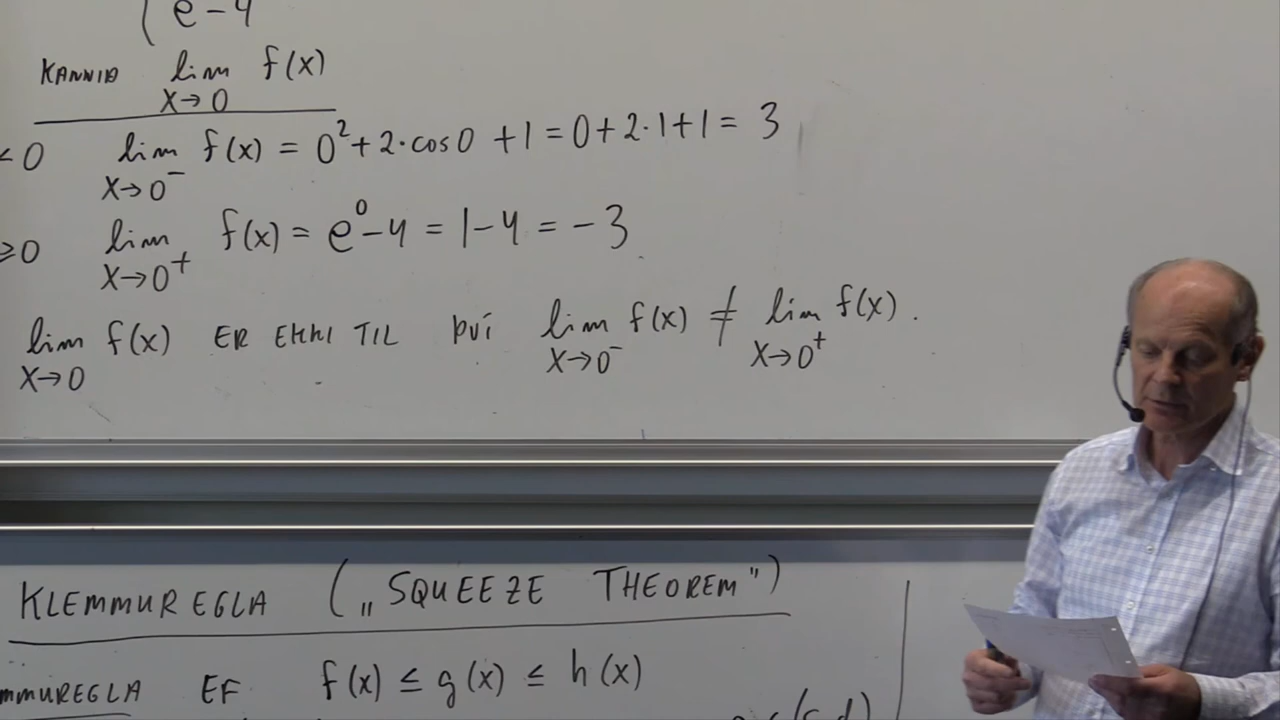 e-4
KANNIÐ lim f(x)
x→0
<0 lim f(x) = 0²+2·cos0 +1 = 0+2·1+1 = 3
x→0⁻
≥0 lim f(x) = e⁰-4 = 1-4 = -3
x→0⁺
lim f(x) ER EKKI TIL ÞVÍ lim f(x) ≠ lim f(x).
x→0 x→0⁻ x→0⁺
KLEMMUREGLA („SQUEEZE THEOREM")
MMUREGLA EF f(x) ≤ g(x) ≤ h(x)